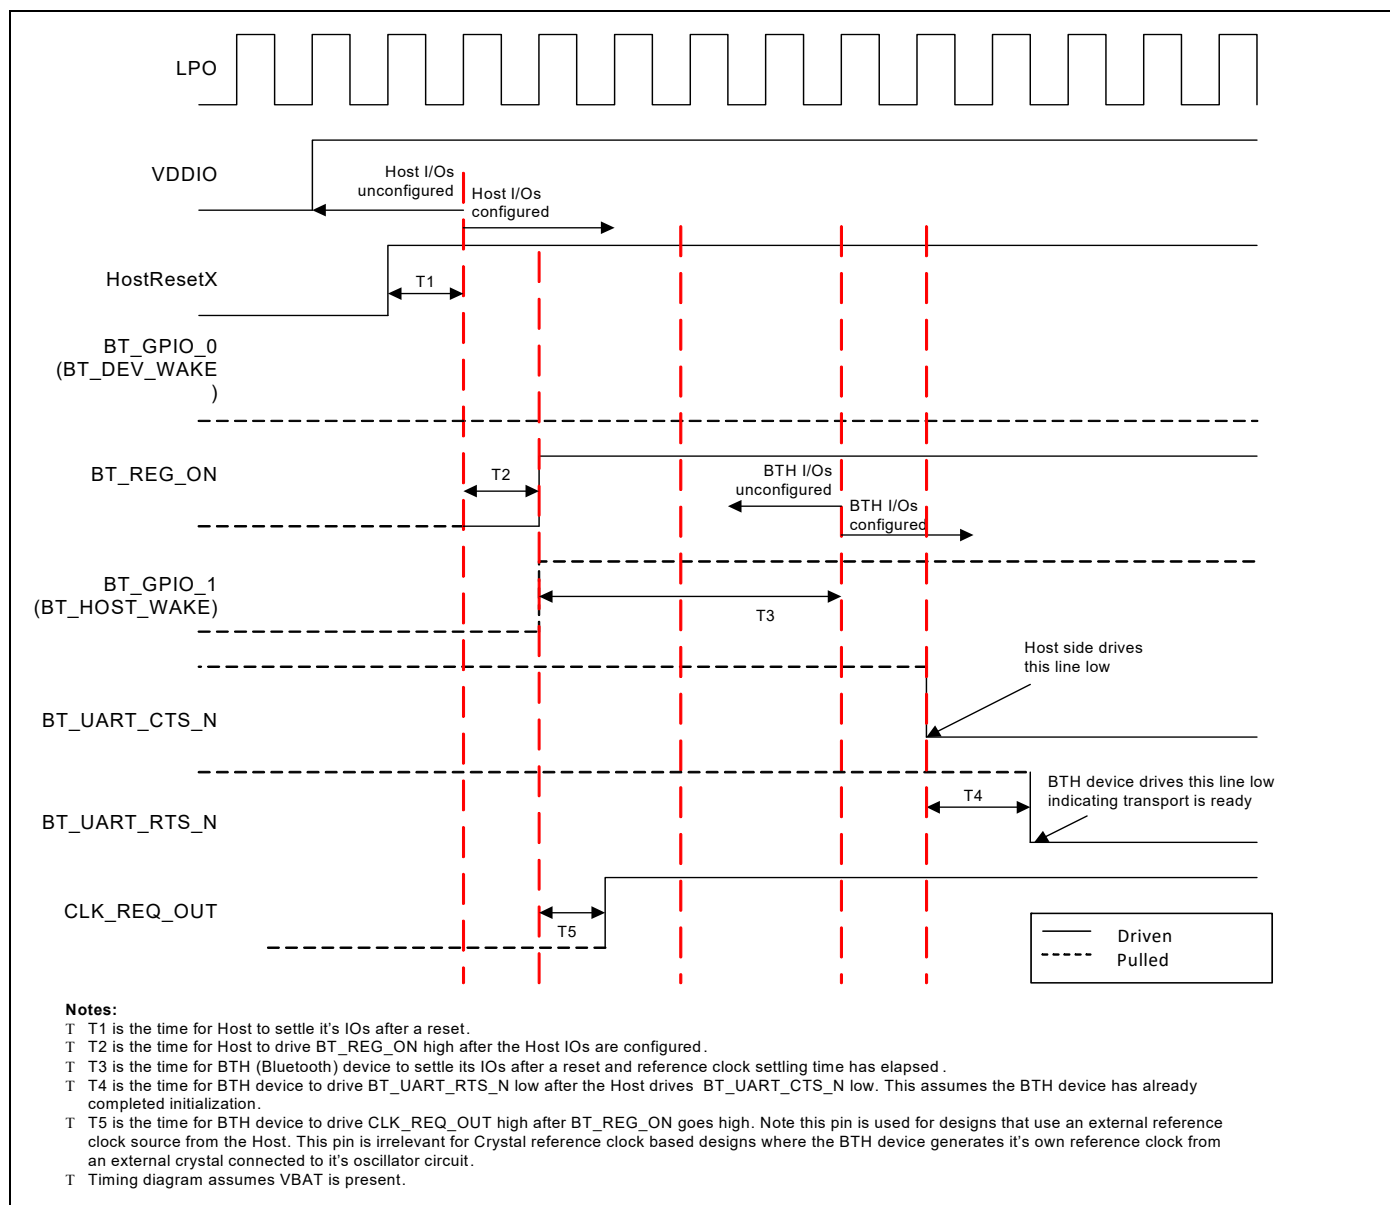 LPO
VDDIO
Host I/Os
unconfigured
Host I/Os
configured
HostResetX
T1
BT_GPIO_0
(BT_DEV_WAKE
)
BT_REG_ON
T2
BTH I/Os
unconfigured
BTH I/Os
configured
BT_GPIO_1
(BT_HOST_WAKE)
T3
Host side drives
this line low
BT_UART_CTS_N
BTH device drives this line low
indicating transport is ready
T4
BT_UART_RTS_N
CLK_REQ_OUT
T5
Driven
Pulled
Notes:
T T1 is the time for Host to settle it's IOs after a reset.
T T2 is the time for Host to drive BT_REG_ON high after the Host IOs are configured.
T T3 is the time for BTH (Bluetooth) device to settle its IOs after a reset and reference clock settling time has elapsed.
T T4 is the time for BTH device to drive BT_UART_RTS_N low after the Host drives BT_UART_CTS_N low. This assumes the BTH device has already
completed initialization.
T T5 is the time for BTH device to drive CLK_REQ_OUT high after BT_REG_ON goes high. Note this pin is used for designs that use an external reference
clock source from the Host. This pin is irrelevant for Crystal reference clock based designs where the BTH device generates it's own reference clock from
an external crystal connected to it's oscillator circuit.
T Timing diagram assumes VBAT is present.